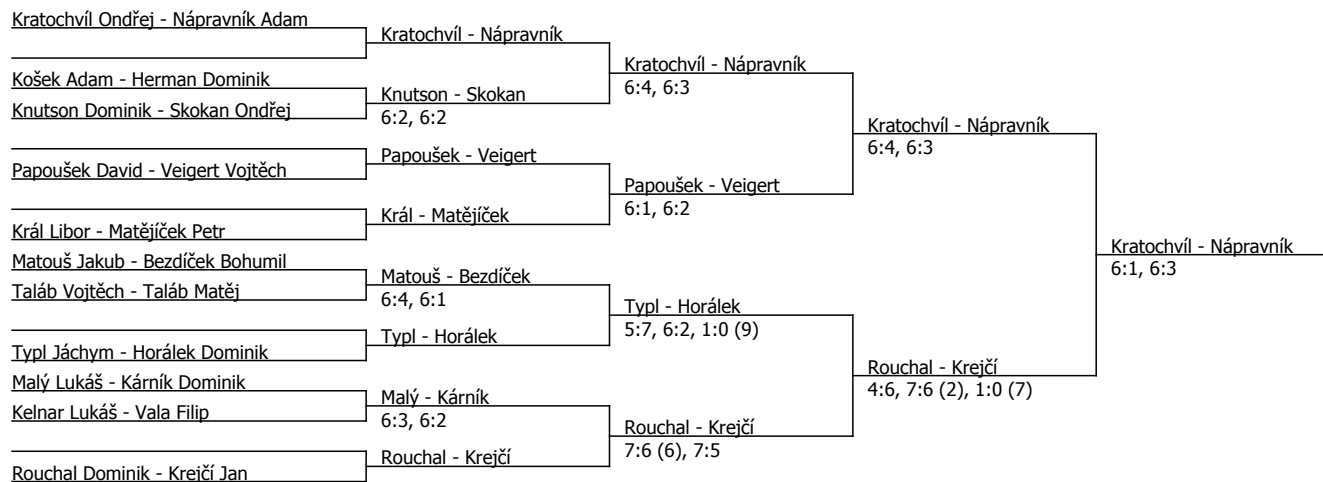 Kratochvíl Ondřej - Nápravník Adam
Košek Adam - Herman Dominik
Knutson Dominik - Skokan Ondřej
Papoušek David - Veigert Vojtěch
Král Libor - Matějíček Petr
Matouš Jakub - Bezdíček Bohumil
Taláb Vojtěch - Taláb Matěj
Typl Jáchym - Horálek Dominik
Malý Lukáš - Kárník Dominik
Kelnar Lukáš - Vala Filip
Rouchal Dominik - Krejčí Jan
Kratochvíl - Nápravník
Knutson - Skokan
6:2, 6:2
Papoušek - Veigert
Král - Matějíček
Matouš - Bezdíček
6:4, 6:1
Typl - Horálek
Malý - Kárník
6:3, 6:2
Rouchal - Krejčí
Kratochvíl - Nápravník
6:4, 6:3
Papoušek - Veigert
6:1, 6:2
Typl - Horálek
5:7, 6:2, 1:0 (9)
Rouchal - Krejčí
7:6 (6), 7:5
Kratochvíl - Nápravník
6:4, 6:3
Rouchal - Krejčí
4:6, 7:6 (2), 1:0 (7)
Kratochvíl - Nápravník
6:1, 6:3